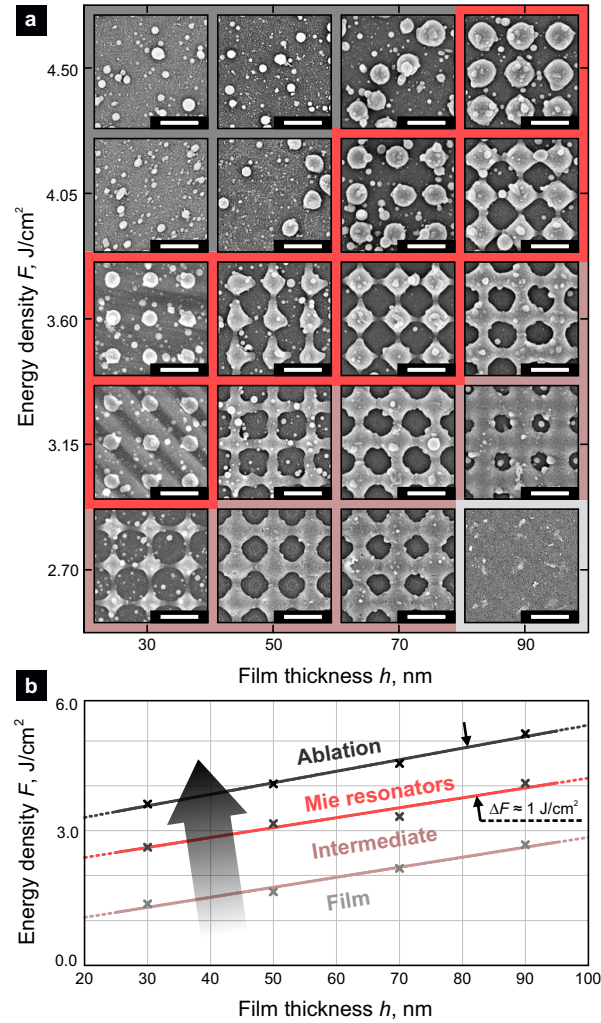 a
4.50
4.05
3.60
3.15
2.70
Energy density F, J/cm²
30 50 70 90
Film thickness h, nm
b
6.0
3.0
0.0
Energy density F, J/cm²
Ablation
Mie resonators
ΔF ≈ 1 J/cm²
Intermediate
Film
20 30 40 50 60 70 80 90 100
Film thickness h, nm